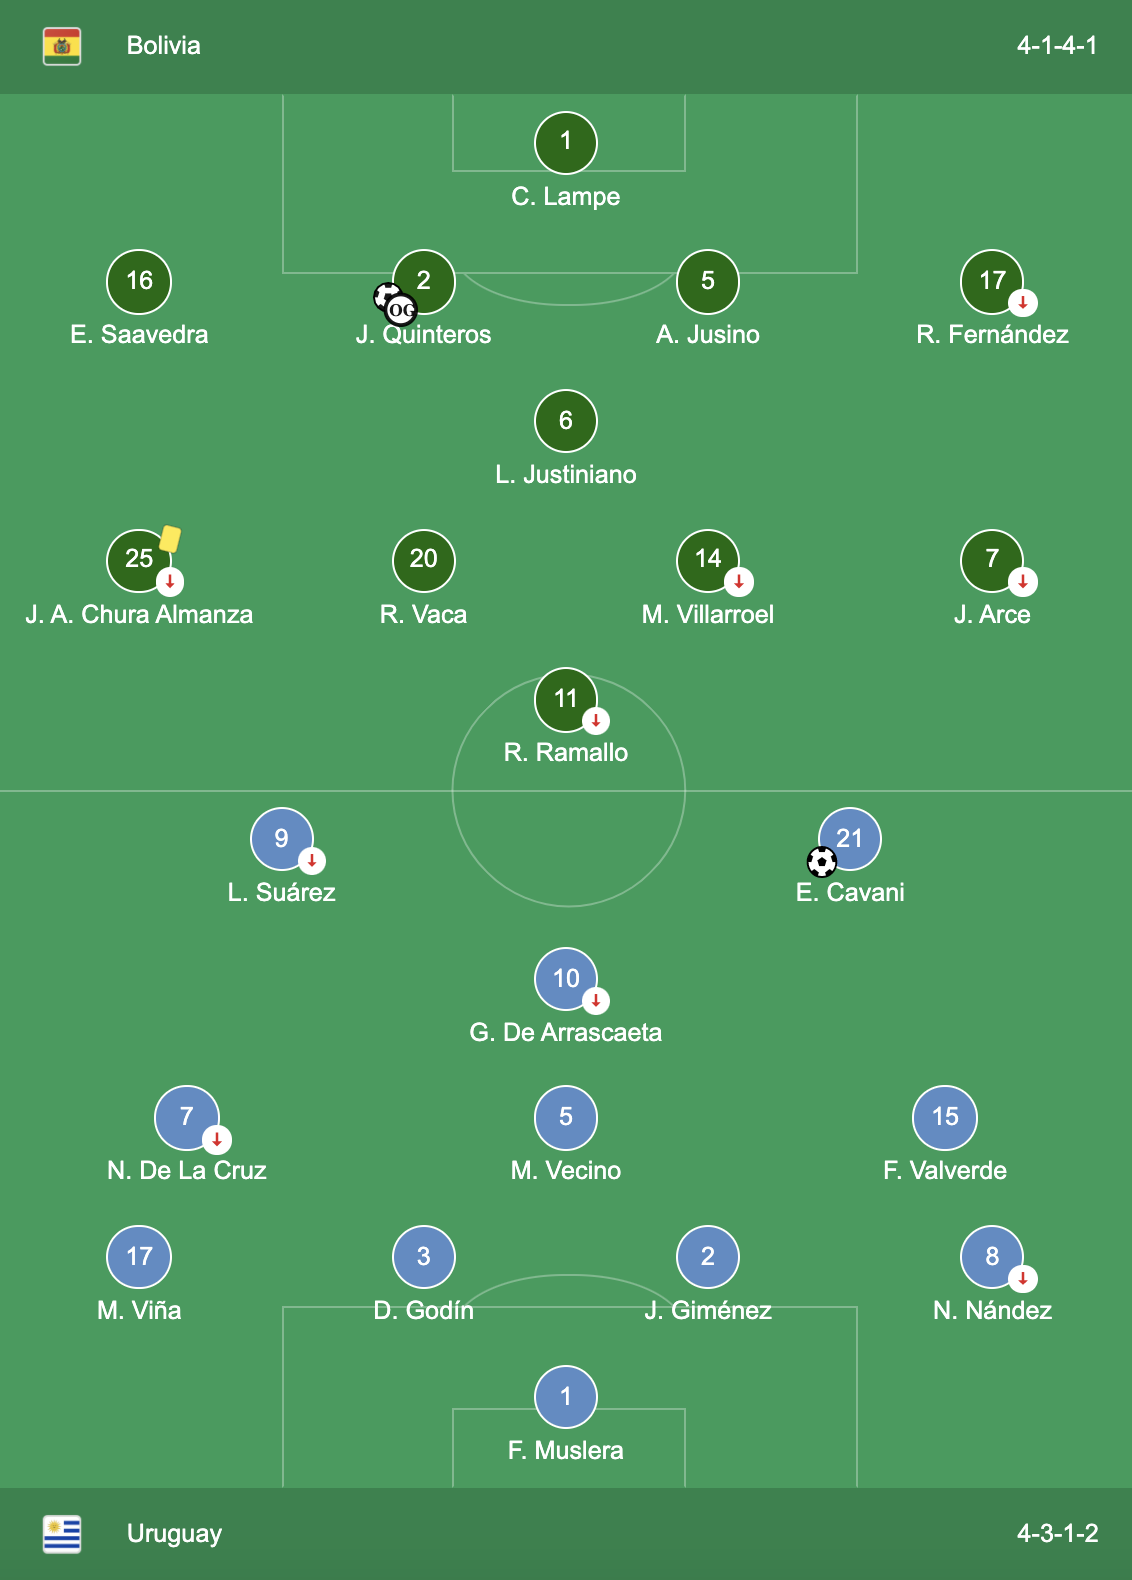 Bolivia 4-1-4-1
1
C. Lampe
16 2 5 17
OG
E. Saavedra J. Quinteros A. Jusino R. Fernández
6
L. Justiniano
25 20 14 7
J. A. Chura Almanza R. Vaca M. Villarroel J. Arce
11
R. Ramallo
9 21
L. Suárez E. Cavani
10
G. De Arrascaeta
7 5 15
N. De La Cruz M. Vecino F. Valverde
17 3 2 8
M. Viña D. Godín J. Giménez N. Nández
1
F. Muslera
Uruguay 4-3-1-2